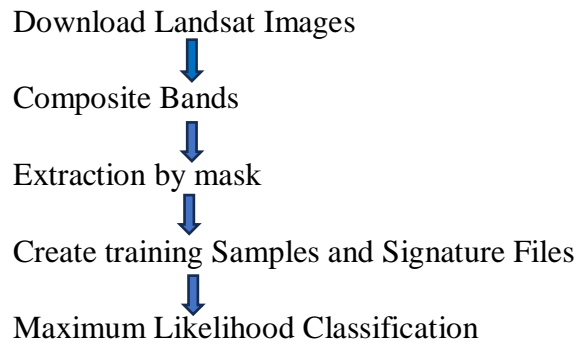 Download Landsat Images
Composite Bands
Extraction by mask
Create training Samples and Signature Files
Maximum Likelihood Classification